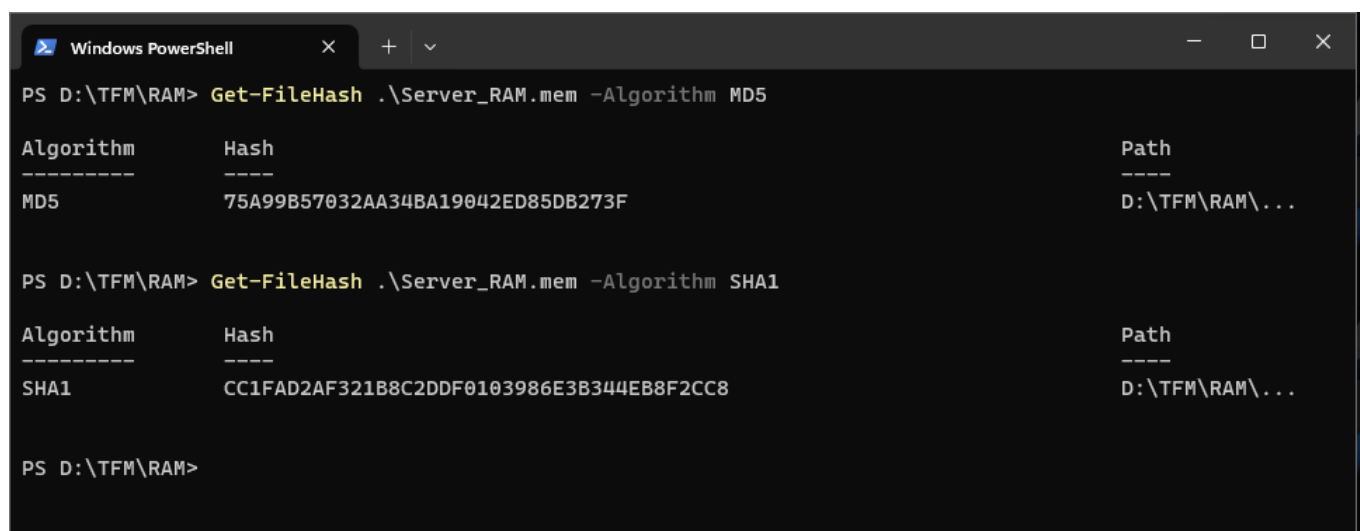 Windows PowerShell
PS D:\TFM\RAM> Get-FileHash .\Server_RAM.mem -Algorithm MD5
Algorithm Hash Path
--------- ---- ----
MD5 75A99B57032AA34BA19042ED85DB273F D:\TFM\RAM\...
PS D:\TFM\RAM> Get-FileHash .\Server_RAM.mem -Algorithm SHA1
Algorithm Hash Path
--------- ---- ----
SHA1 CC1FAD2AF321B8C2DDF0103986E3B344EB8F2CC8 D:\TFM\RAM\...
PS D:\TFM\RAM>